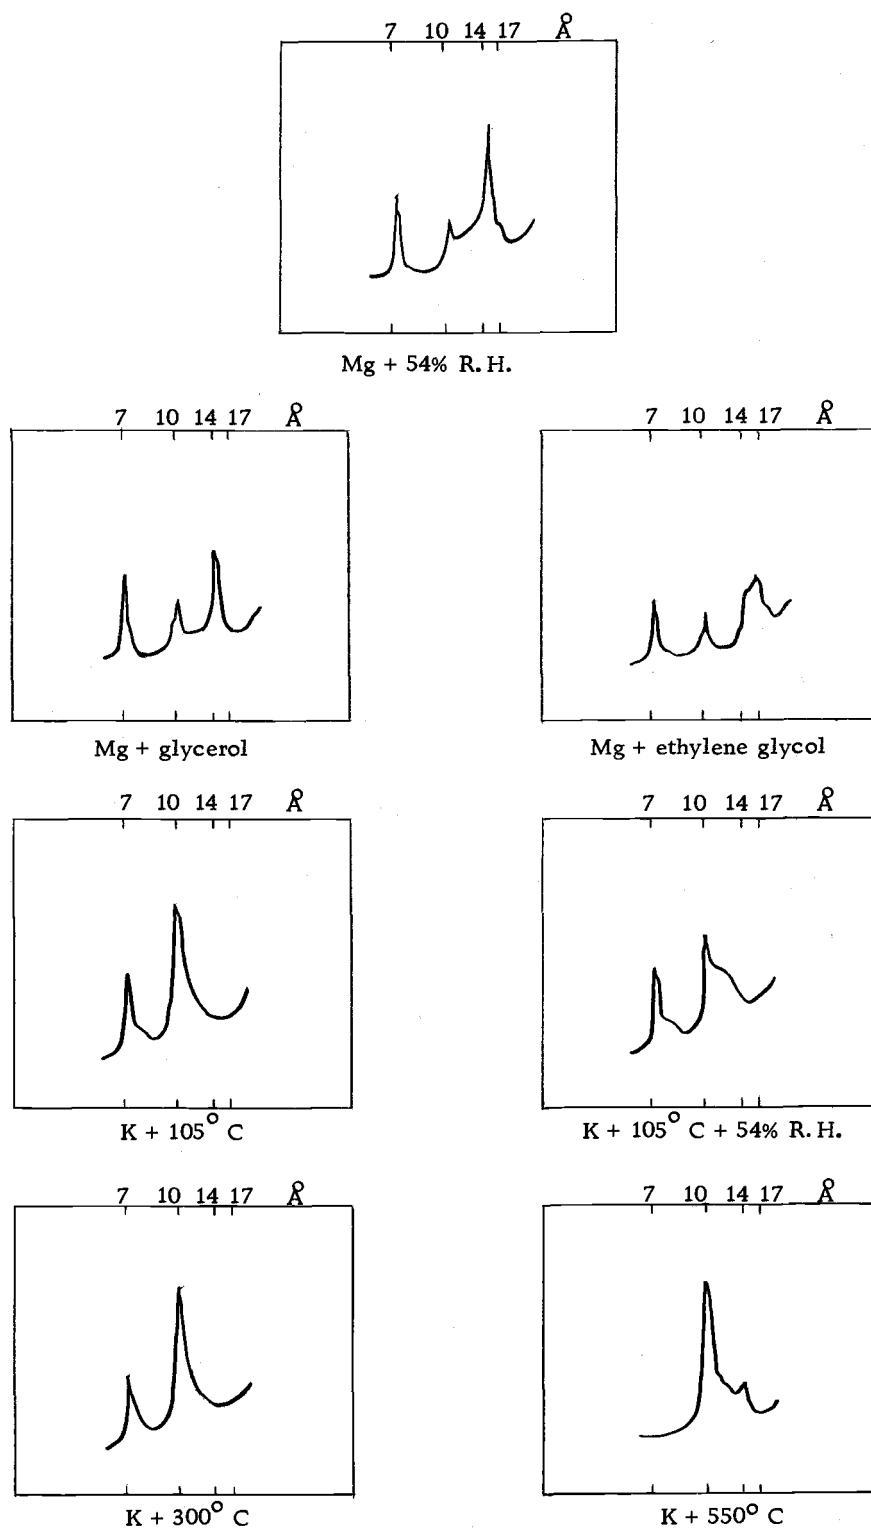 7 10 14 17 Å
Mg + 54% R. H.
7 10 14 17 Å
7 10 14 17 Å
Mg + glycerol
Mg + ethylene glycol
7 10 14 17 Å
7 10 14 17 Å
K + 105° C
K + 105° C + 54% R. H.
7 10 14 17 Å
7 10 14 17 Å
K + 300° C
K + 550° C